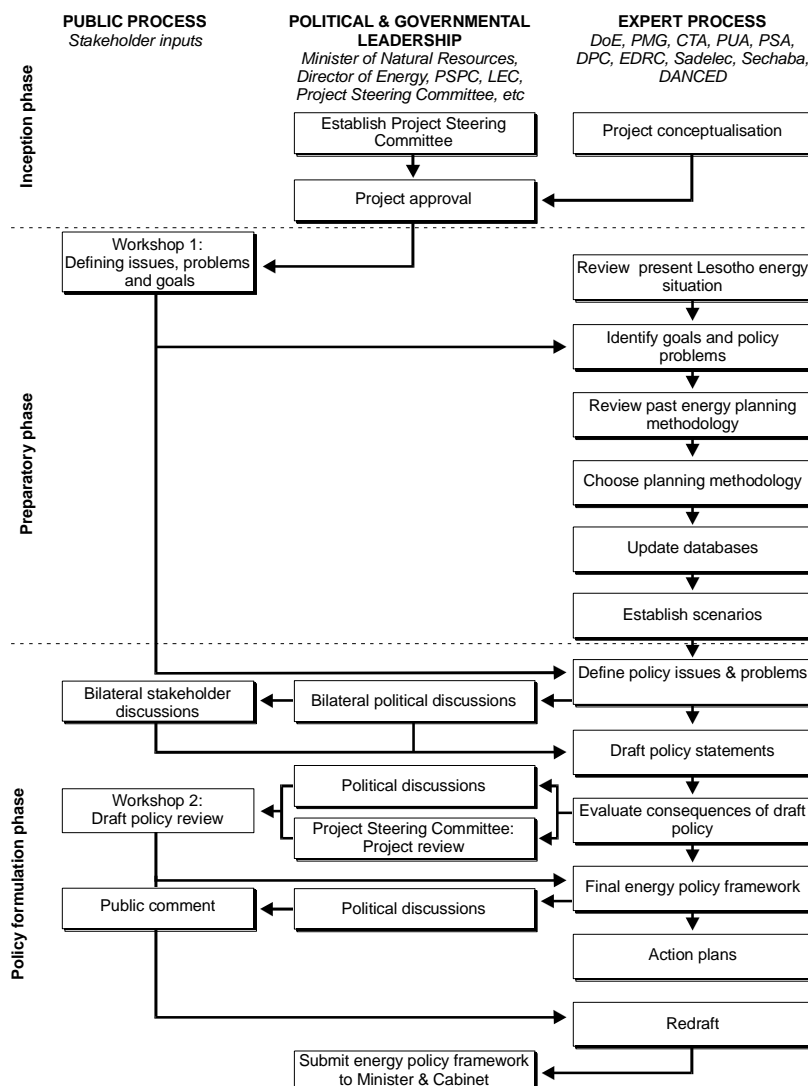 PUBLIC PROCESS
Stakeholder inputs
POLITICAL & GOVERNMENTAL
LEADERSHIP
Minister of Natural Resources,
Director of Energy, PSPC, LEC,
Project Steering Committee, etc
EXPERT PROCESS
DoE, PMG, CTA, PUA, PSA,
DPC, EDRC, Sadelec, Sechaba,
DANCED
Inception phase
Establish Project Steering
Committee
Project conceptualisation
Project approval
Preparatory phase
Workshop 1:
Defining issues, problems
and goals
Review present Lesotho energy
situation
Identify goals and policy
problems
Review past energy planning
methodology
Choose planning methodology
Update databases
Establish scenarios
Policy formulation phase
Define policy issues & problems
Bilateral stakeholder
discussions
Bilateral political discussions
Draft policy statements
Workshop 2:
Draft policy review
Political discussions
Project Steering Committee:
Project review
Evaluate consequences of draft
policy
Final energy policy framework
Public comment
Political discussions
Action plans
Redraft
Submit energy policy framework
to Minister & Cabinet